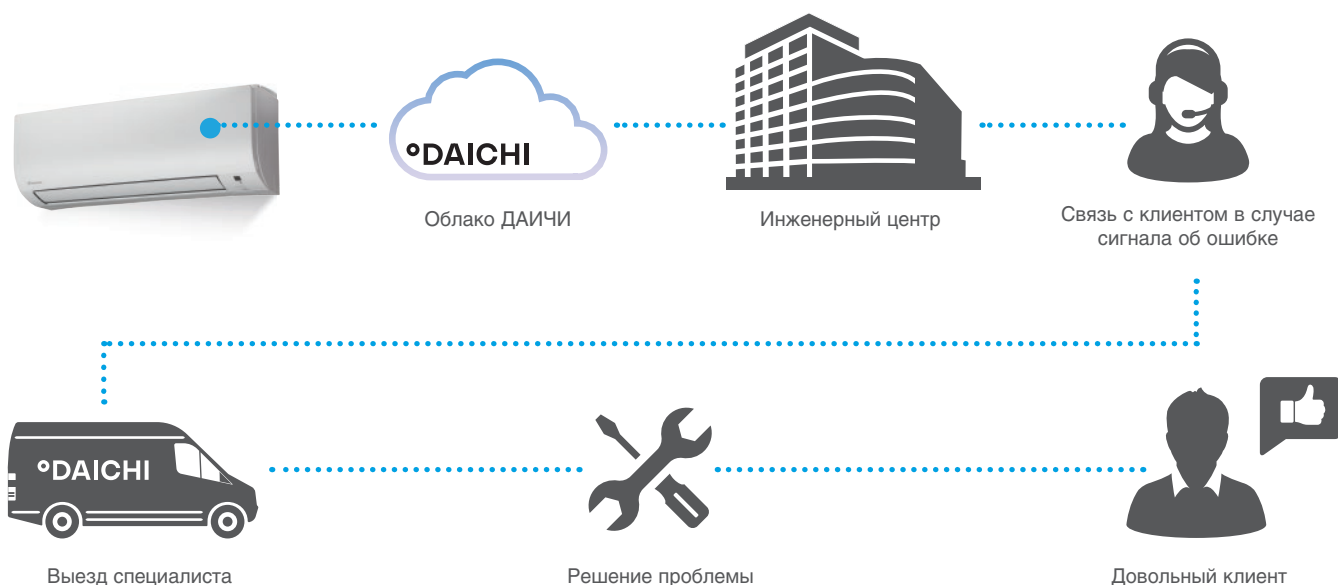 °DAICHI
Облако ДАИЧИ
Инженерный центр
Связь с клиентом в случае
сигнала об ошибке
°DAICHI
Выезд специалиста
Решение проблемы
Довольный клиент